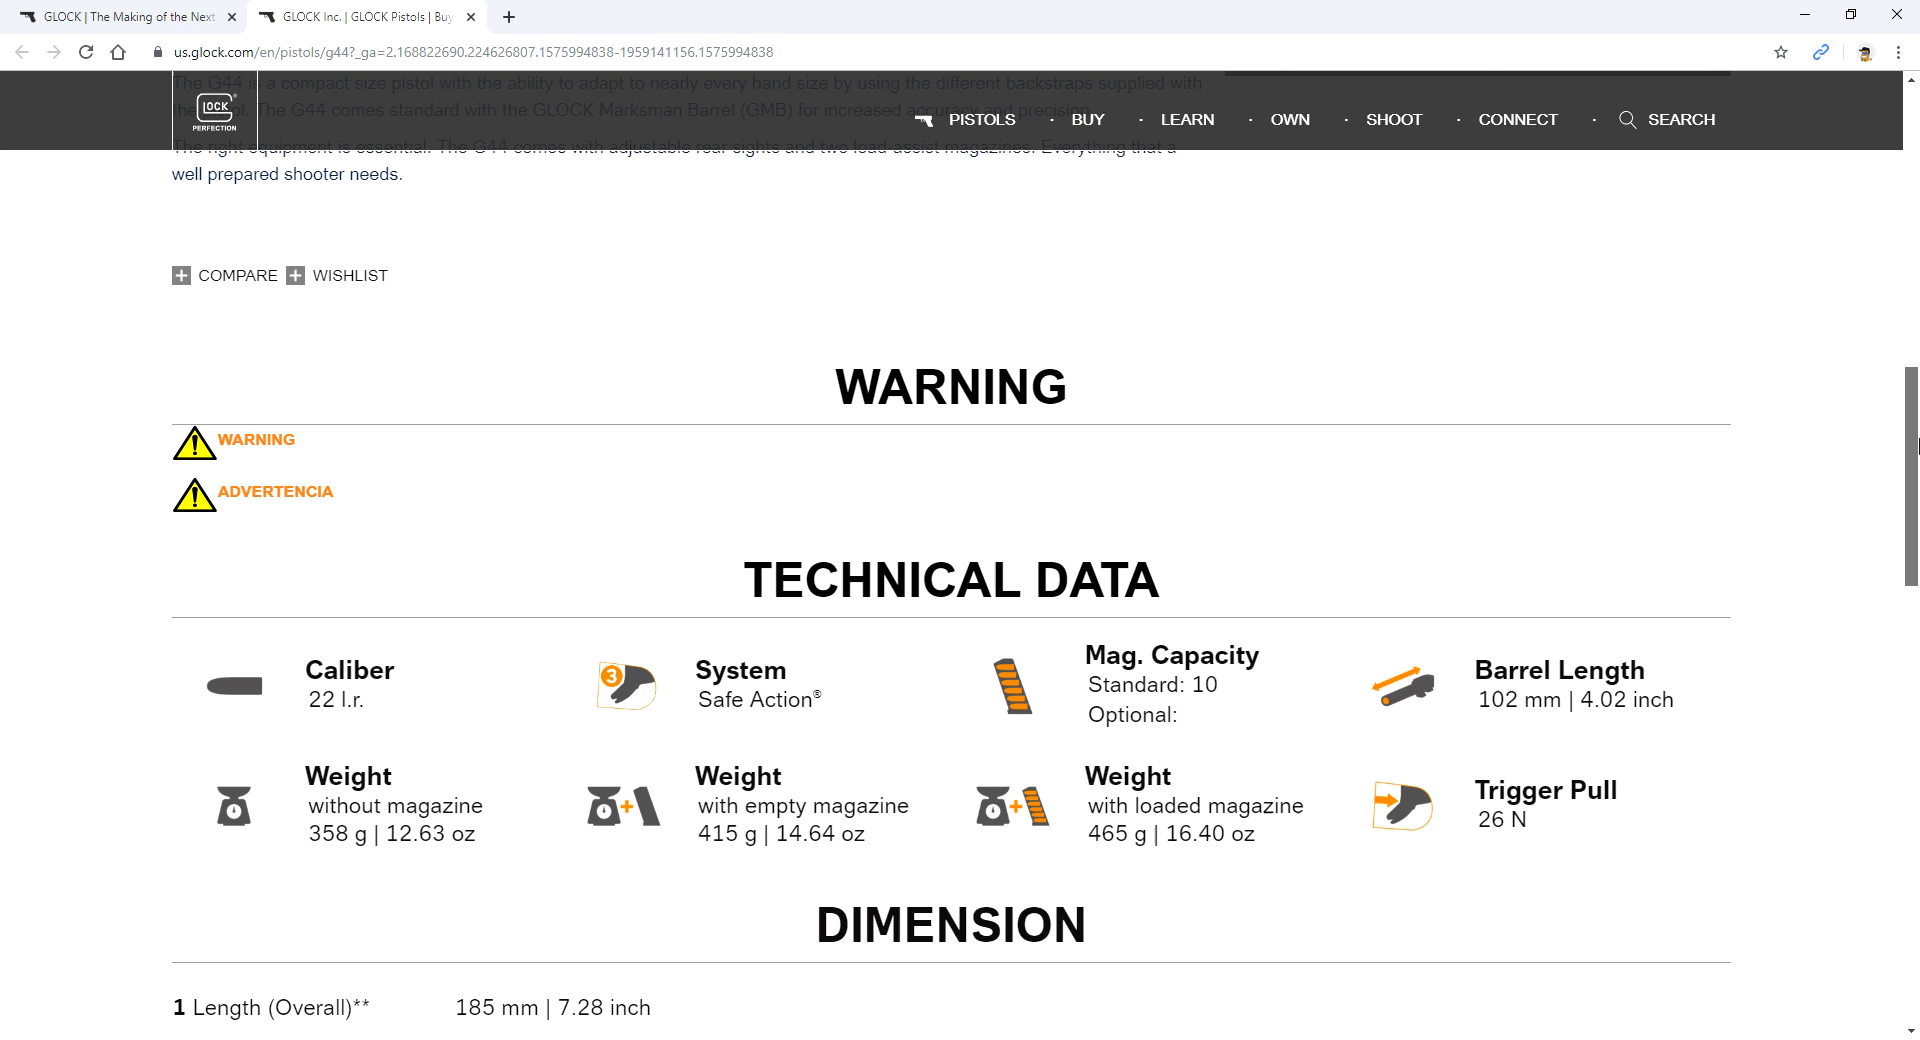 GLOCK | The Making of the Next
GLOCK Inc. | GLOCK Pistols | Buy
us.glock.com/en/pistols/g44?_ga=2.168822690.224626807.1575994838-1959141156.1575994838
The G44 is a compact size pistol with the ability to adapt to nearly every hand size by using the different backstraps supplied with
The G44 comes standard with the GLOCK Marksman Barrel (GMB) for increased accuracy and precision.
GLOCK
PERFECTION
PISTOLS
BUY
LEARN
OWN
SHOOT
CONNECT
SEARCH
The right equipment is essential. The G44 comes with adjustable rear sights and two load assist magazines. Everything that a
well prepared shooter needs.
COMPARE
WISHLIST
WARNING
WARNING
ADVERTENCIA
TECHNICAL DATA
Caliber
22 l.r.
3
System
Safe Action®
Mag. Capacity
Standard: 10
Optional:
Barrel Length
102 mm | 4.02 inch
Weight
without magazine
358 g | 12.63 oz
Weight
with empty magazine
415 g | 14.64 oz
Weight
with loaded magazine
465 g | 16.40 oz
Trigger Pull
26 N
DIMENSION
1 Length (Overall)** 185 mm | 7.28 inch